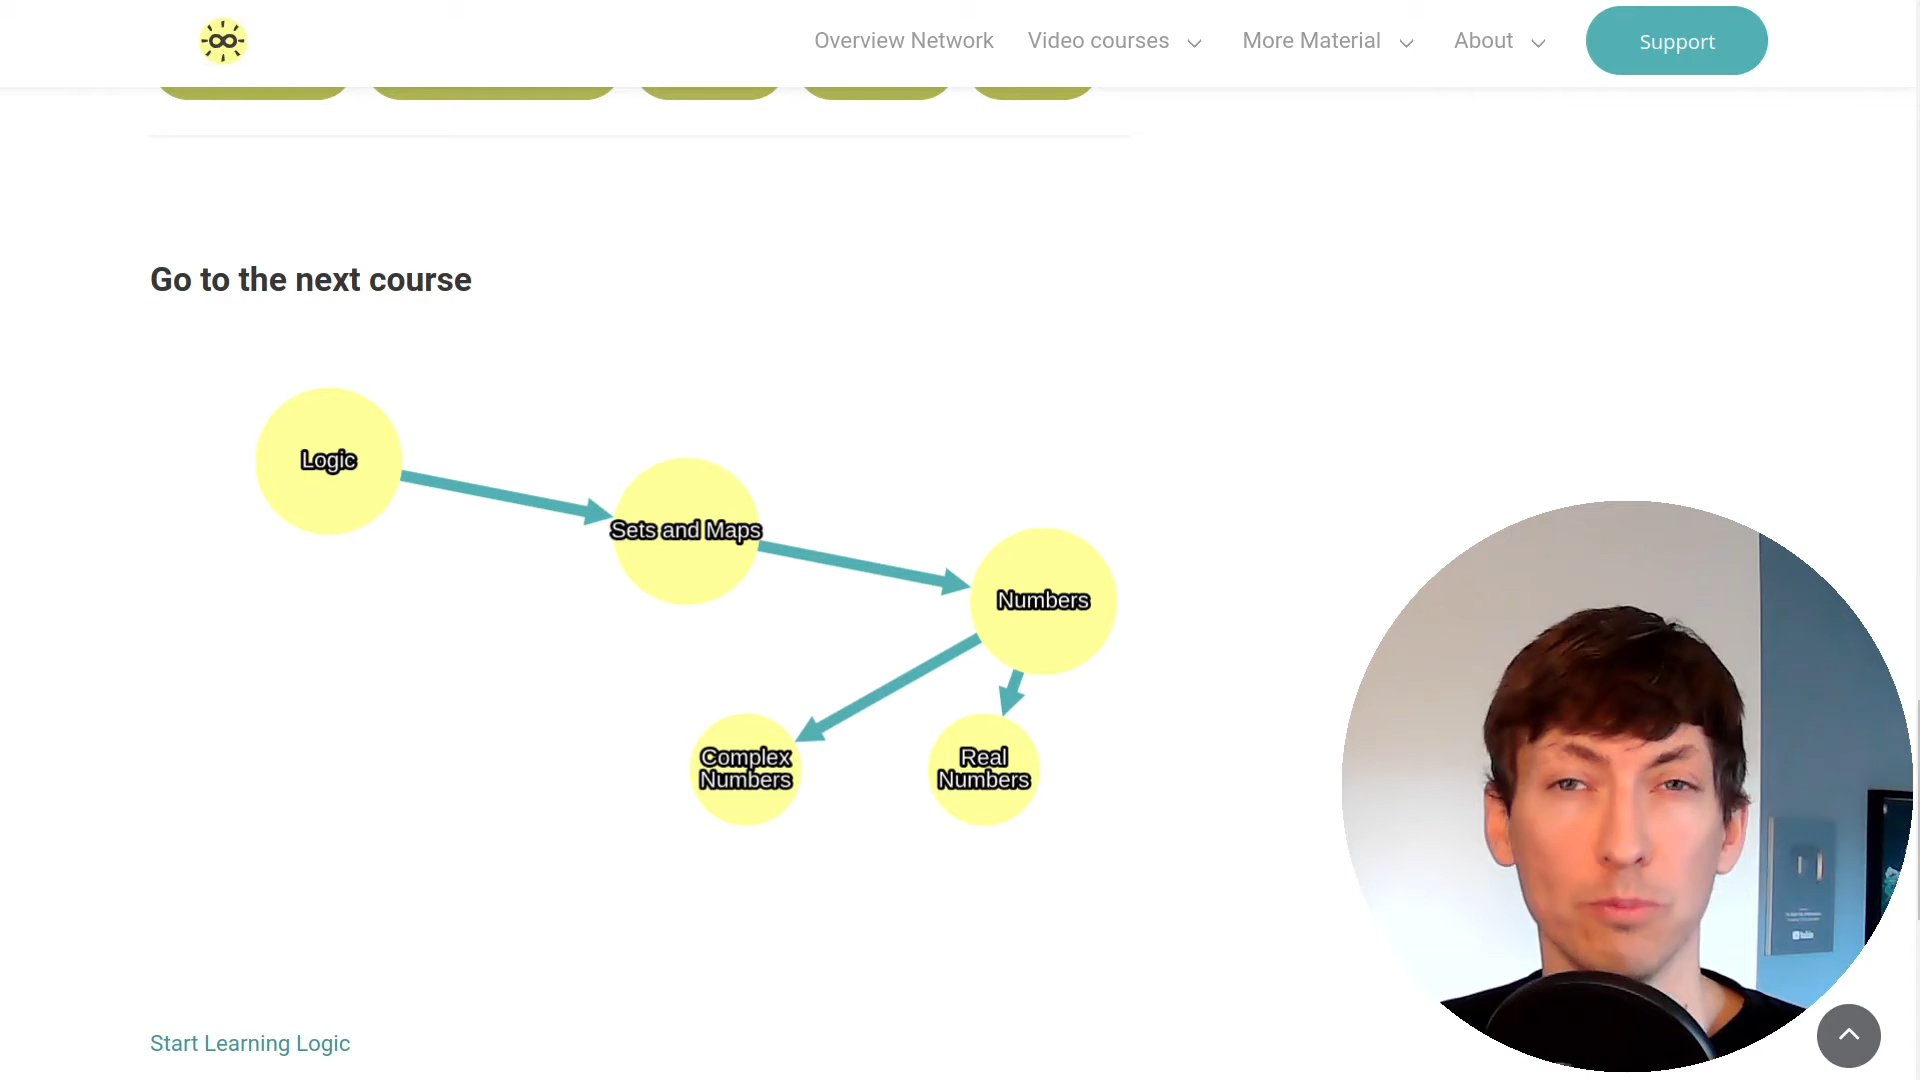 Overview Network
Video courses
More Material
About
Support
Go to the next course
Logic
Sets and Maps
Numbers
Complex
Numbers
Real
Numbers
Start Learning Logic